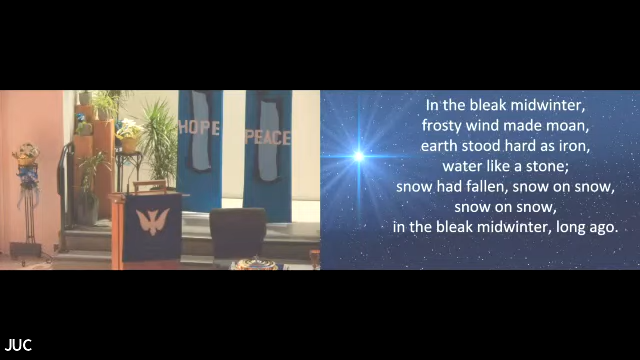 HOPE
PEACE
In the bleak midwinter,
frosty wind made moan,
earth stood hard as iron,
water like a stone;
snow had fallen, snow on snow,
snow on snow,
in the bleak midwinter, long ago.
JUC